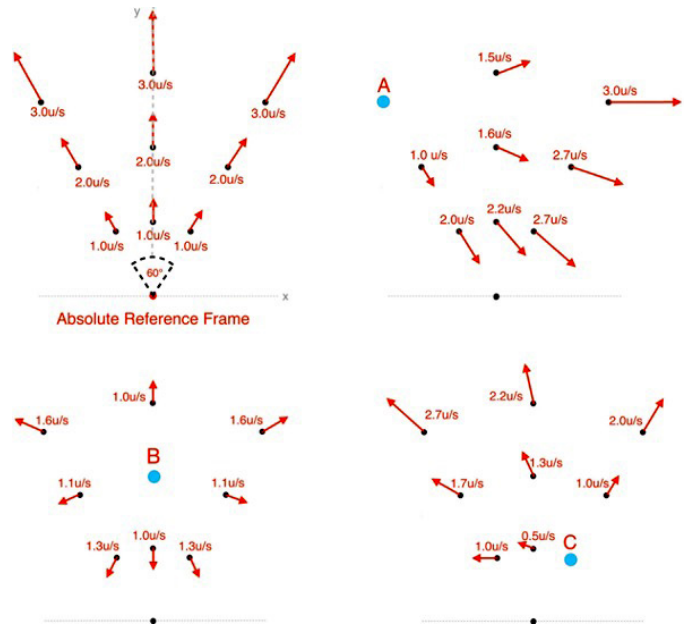 y
3.0u/s
3.0u/s
3.0u/s
2.0u/s
2.0u/s
2.0u/s
1.0u/s
1.0u/s
1.0u/s
60°
x
Absolute Reference Frame
1.5u/s
A
3.0u/s
1.6u/s
1.0 u/s
2.7u/s
2.0u/s
2.2u/s
2.7u/s
1.0u/s
1.6u/s
1.6u/s
B
1.1u/s
1.1u/s
1.3u/s
1.0u/s
1.3u/s
2.2u/s
2.7u/s
2.0u/s
1.3u/s
1.7u/s
1.0u/s
0.5u/s
C
1.0u/s